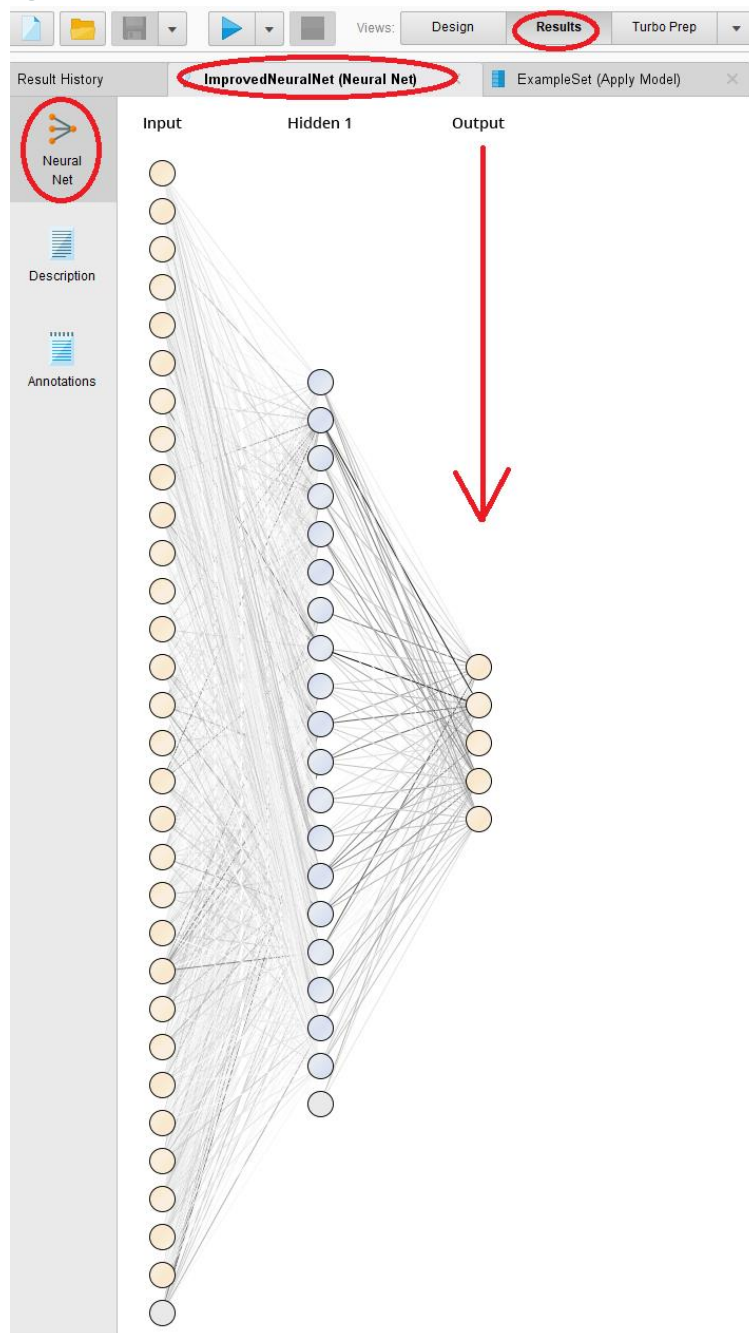 Views: Design Results Turbo Prep
Result History ImprovedNeuralNet (Neural Net) ExampleSet (Apply Model)
Input Hidden 1 Output
Neural
Net
Description
Annotations